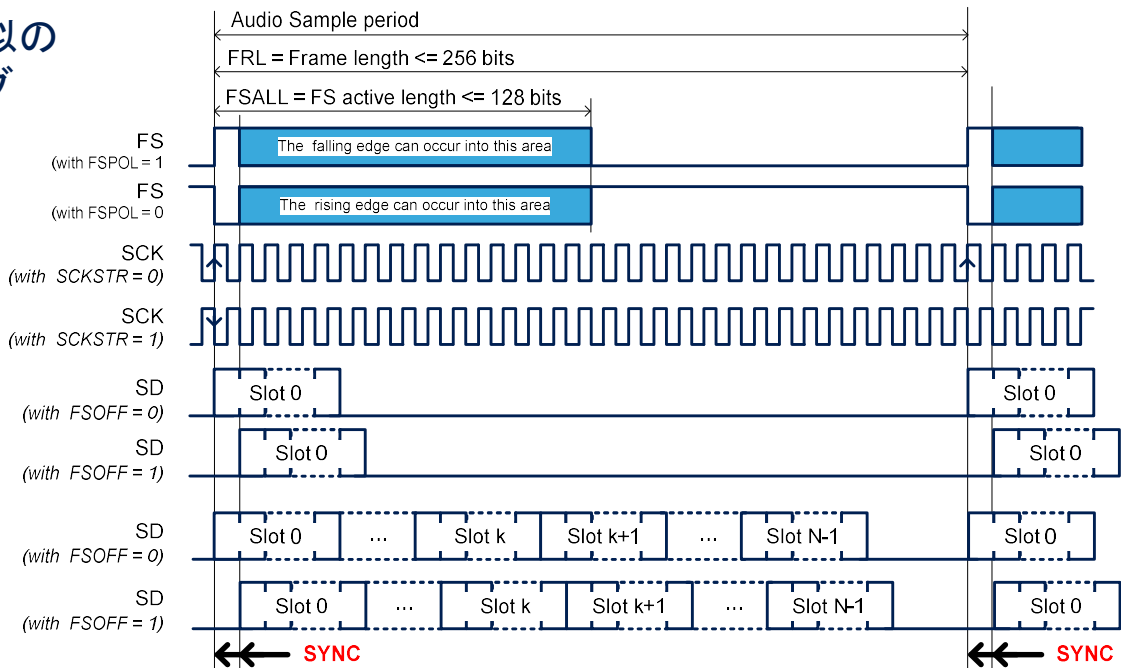 似の
Audio Sample period
FRL = Frame length <= 256 bits
FSALL = FS active length <= 128 bits
FS
(with FSPOL = 1
The falling edge can occur into this area
FS
(with FSPOL = 0
The rising edge can occur into this area
SCK
(with SCKSTR = 0)
SCK
(with SCKSTR = 1)
SD
(with FSOFF = 0)
Slot 0
Slot 0
SD
(with FSOFF = 1)
Slot 0
Slot 0
SD
(with FSOFF = 0)
Slot 0 ... Slot k Slot k+1 ... Slot N-1
Slot 0
SD
(with FSOFF = 1)
Slot 0 ... Slot k Slot k+1 ... Slot N-1
Slot 0
SYNC
SYNC